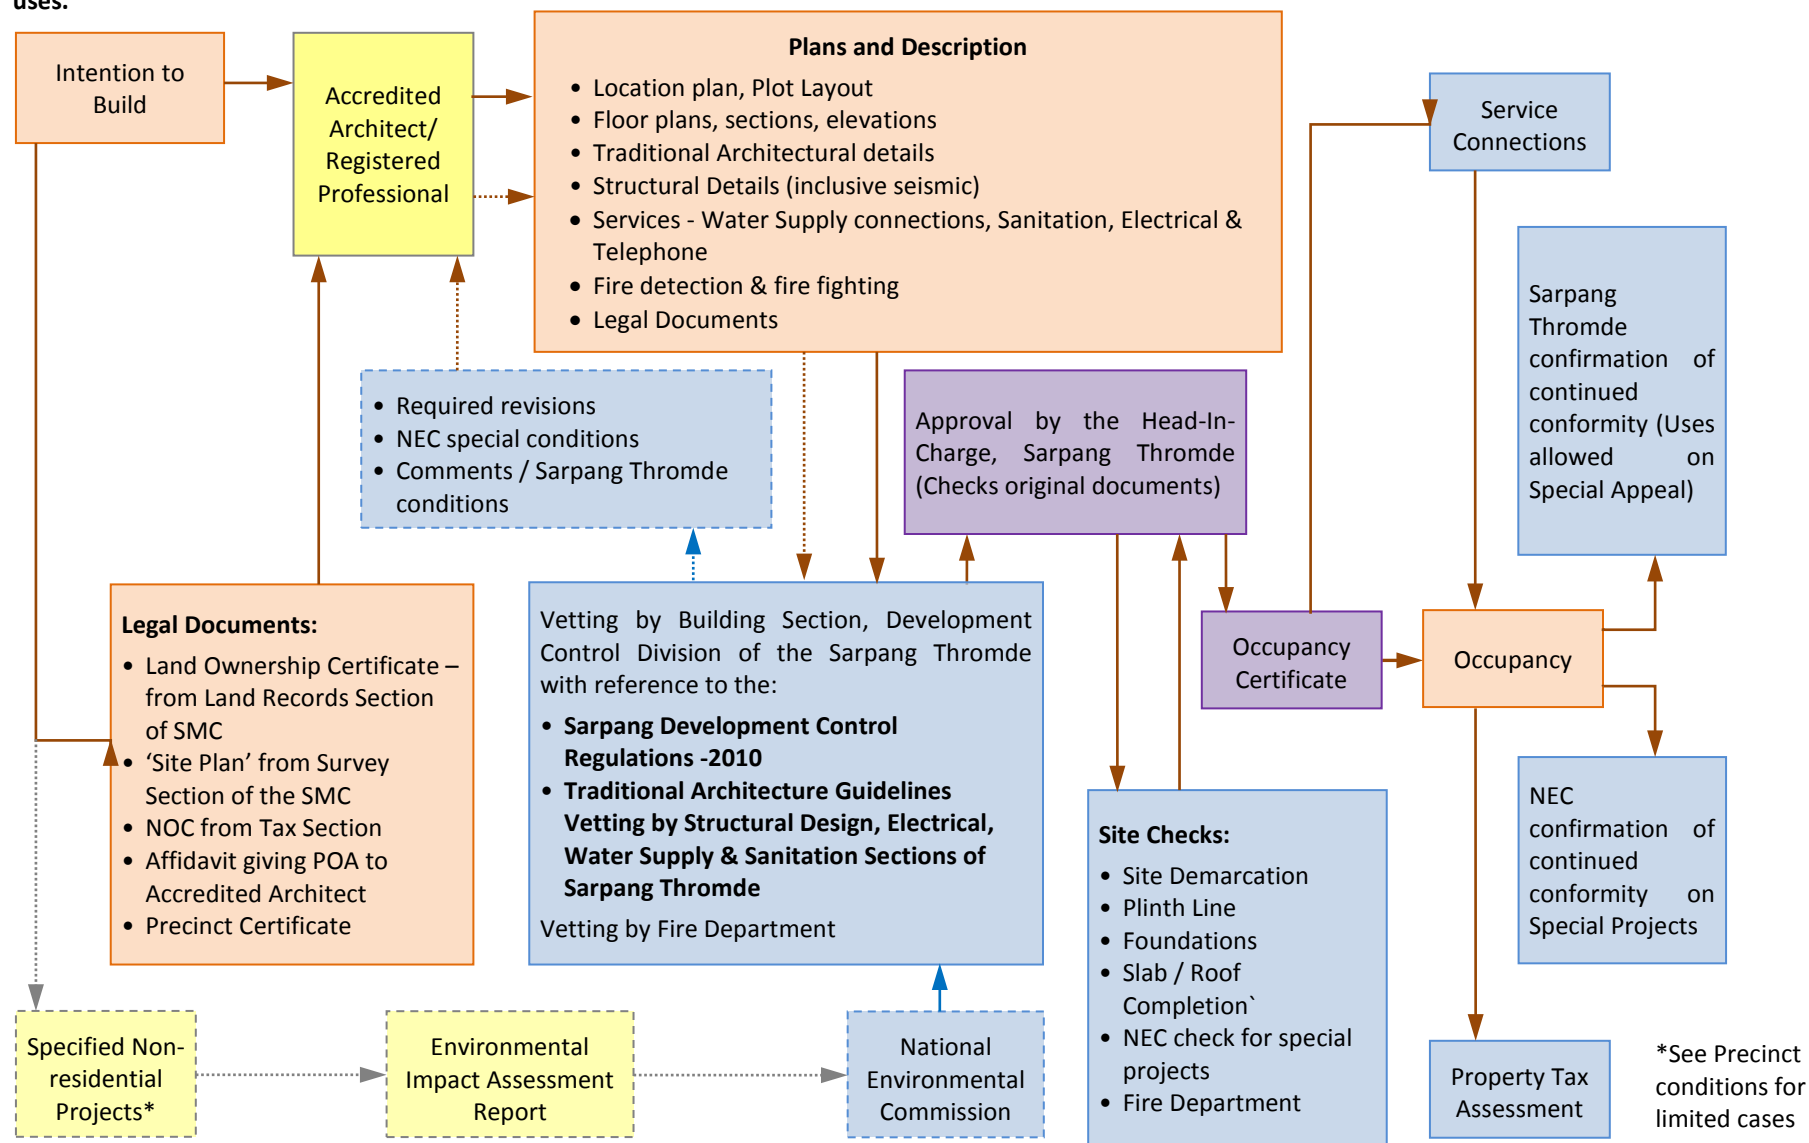 uses.
Intention to
Build
Accredited
Architect/
Registered
Professional
Plans and Description
• Location plan, Plot Layout
• Floor plans, sections, elevations
• Traditional Architectural details
• Structural Details (inclusive seismic)
• Services - Water Supply connections, Sanitation, Electrical &
Telephone
• Fire detection & fire fighting
• Legal Documents
Service
Connections
Sarpang
Thromde
confirmation of
continued
conformity (Uses
allowed on
Special Appeal)
• Required revisions
• NEC special conditions
• Comments / Sarpang Thromde
conditions
Approval by the Head-In-
Charge, Sarpang Thromde
(Checks original documents)
Legal Documents:
• Land Ownership Certificate –
from Land Records Section
of SMC
• ‘Site Plan’ from Survey
Section of the SMC
• NOC from Tax Section
• Affidavit giving POA to
Accredited Architect
• Precinct Certificate
Vetting by Building Section, Development
Control Division of the Sarpang Thromde
with reference to the:
• Sarpang Development Control
Regulations -2010
• Traditional Architecture Guidelines
Vetting by Structural Design, Electrical,
Water Supply & Sanitation Sections of
Sarpang Thromde
Vetting by Fire Department
Occupancy
Certificate
Occupancy
Site Checks:
• Site Demarcation
• Plinth Line
• Foundations
• Slab / Roof
Completion`
• NEC check for special
projects
• Fire Department
NEC
confirmation of
continued
conformity on
Special Projects
Specified Non-
residential
Projects*
Environmental
Impact Assessment
Report
National
Environmental
Commission
Property Tax
Assessment
*See Precinct
conditions for
limited cases